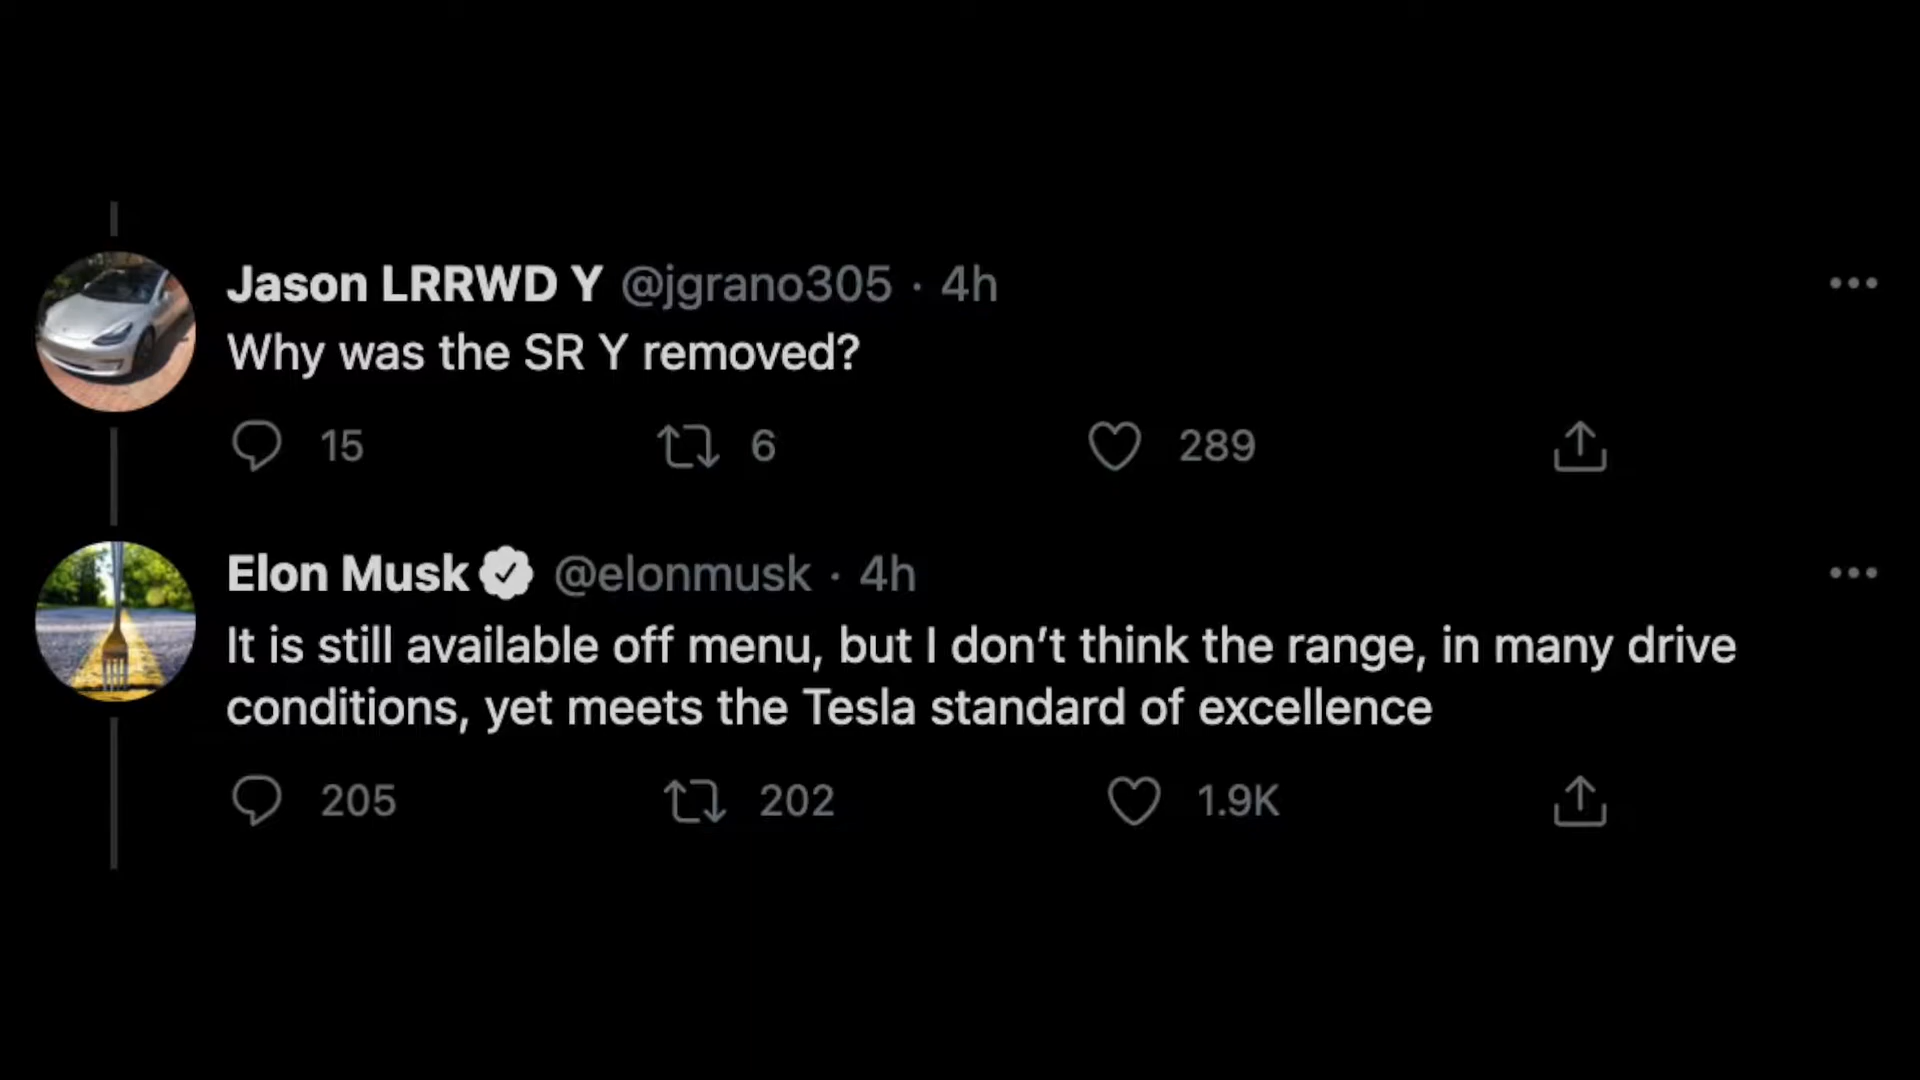 Jason LRRWD Y @jgrano305 · 4h
Why was the SR Y removed?
15 6 289
Elon Musk @elonmusk · 4h
It is still available off menu, but I don’t think the range, in many drive
conditions, yet meets the Tesla standard of excellence
205 202 1.9K